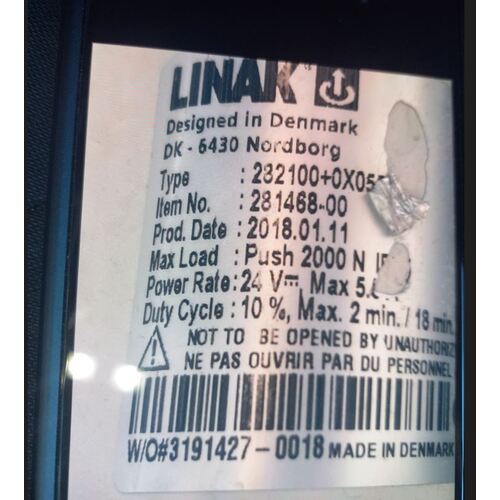 LINAK
Designed in Denmark
DK - 6430 Nordborg
Type : 282100+0X05
Item No. : 281468-00
Prod. Date : 2018.01.11
Max Load : Push 2000 N
Power Rate : 24 V⎓ Max 5.
Duty Cycle : 10 %, Max. 2 min. / 18 min.
NOT TO BE OPENED BY UNAUTHORIZ
NE PAS OUVRIR PAR DU PERSONNEL
W/O#3191427-0018 MADE IN DENMARK